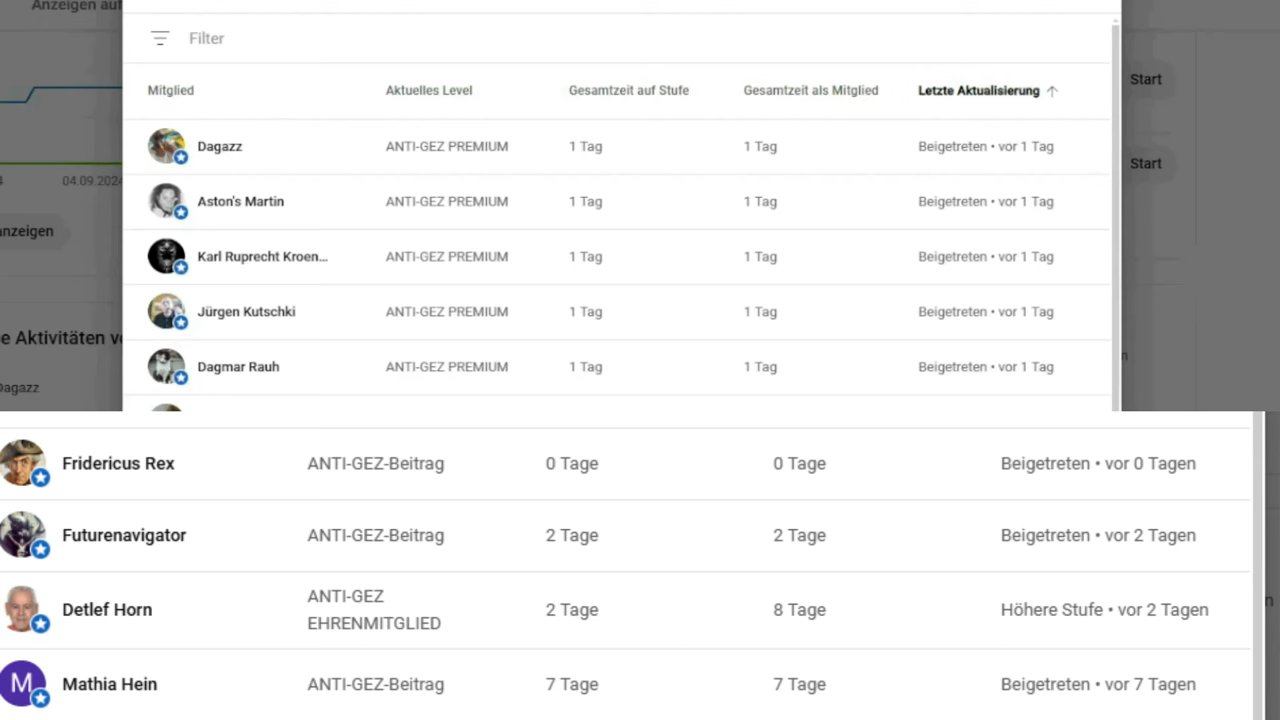 Anzeigen auf
Filter
Mitglied Aktuelles Level Gesamtzeit auf Stufe Gesamtzeit als Mitglied Letzte Aktualisierung
Start
Dagazz ANTI-GEZ PREMIUM 1 Tag 1 Tag Beigetreten • vor 1 Tag
Start
4 04.09.2024
Aston's Martin ANTI-GEZ PREMIUM 1 Tag 1 Tag Beigetreten • vor 1 Tag
anzeigen
Karl Ruprecht Kroen... ANTI-GEZ PREMIUM 1 Tag 1 Tag Beigetreten • vor 1 Tag
Jürgen Kutschki ANTI-GEZ PREMIUM 1 Tag 1 Tag Beigetreten • vor 1 Tag
e Aktivitäten v
n
Dagmar Rauh ANTI-GEZ PREMIUM 1 Tag 1 Tag Beigetreten • vor 1 Tag
Dagazz
Fridericus Rex ANTI-GEZ-Beitrag 0 Tage 0 Tage Beigetreten • vor 0 Tagen
Futurenavigator ANTI-GEZ-Beitrag 2 Tage 2 Tage Beigetreten • vor 2 Tagen
Detlef Horn ANTI-GEZ EHRENMITGLIED 2 Tage 8 Tage Höhere Stufe • vor 2 Tagen
n
M Mathia Hein ANTI-GEZ-Beitrag 7 Tage 7 Tage Beigetreten • vor 7 Tagen